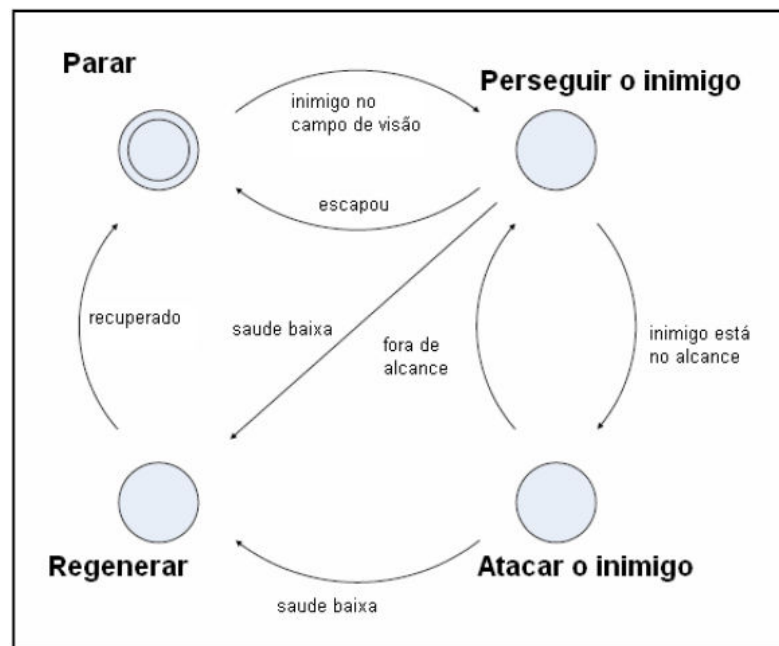 Parar
Perseguir o inimigo
inimigo no
campo de visão
escapou
recuperado
saude baixa
fora de
alcance
inimigo está
no alcance
Regenerar
Atacar o inimigo
saude baixa